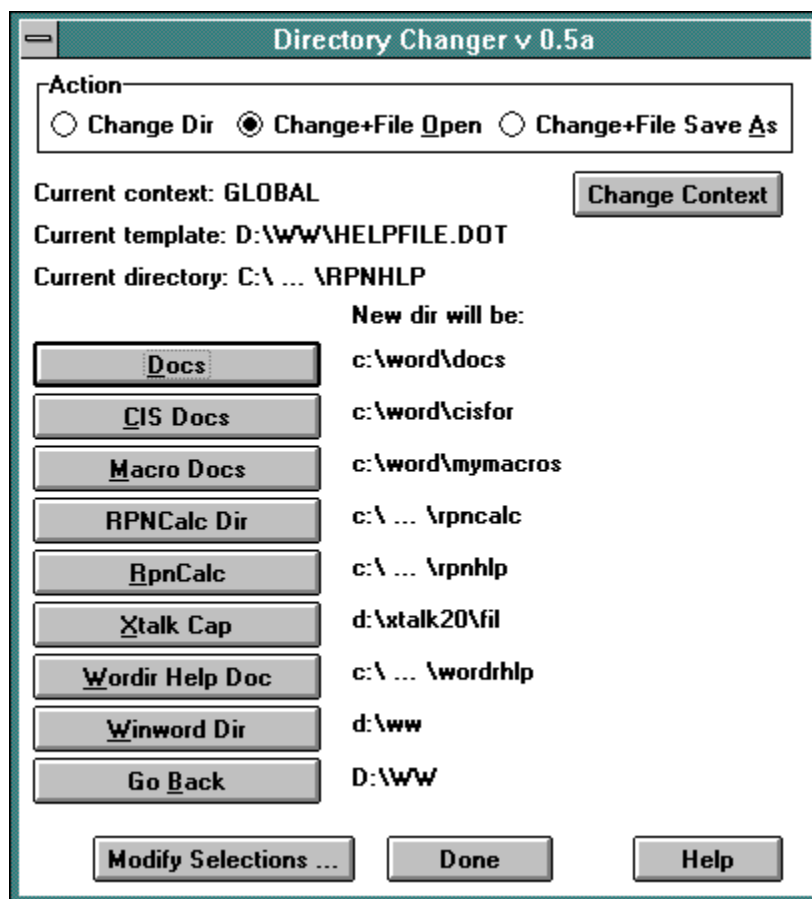 Directory Changer v 0.5a
Action
Change Dir Change+File Open Change+File Save As
Current context: GLOBAL Change Context
Current template: D:\WW\HELPFILE.DOT
Current directory: C:\ ... \RPNHLP
New dir will be:
Docs c:\word\docs
CIS Docs c:\word\cisfor
Macro Docs c:\word\mymacros
RPNCalc Dir c:\ ... \rpncalc
RpnCalc c:\ ... \rpnhlp
Xtalk Cap d:\xtalk20\fil
Wordir Help Doc c:\ ... \wordrhlp
Winword Dir d:\ww
Go Back D:\WW
Modify Selections ... Done Help